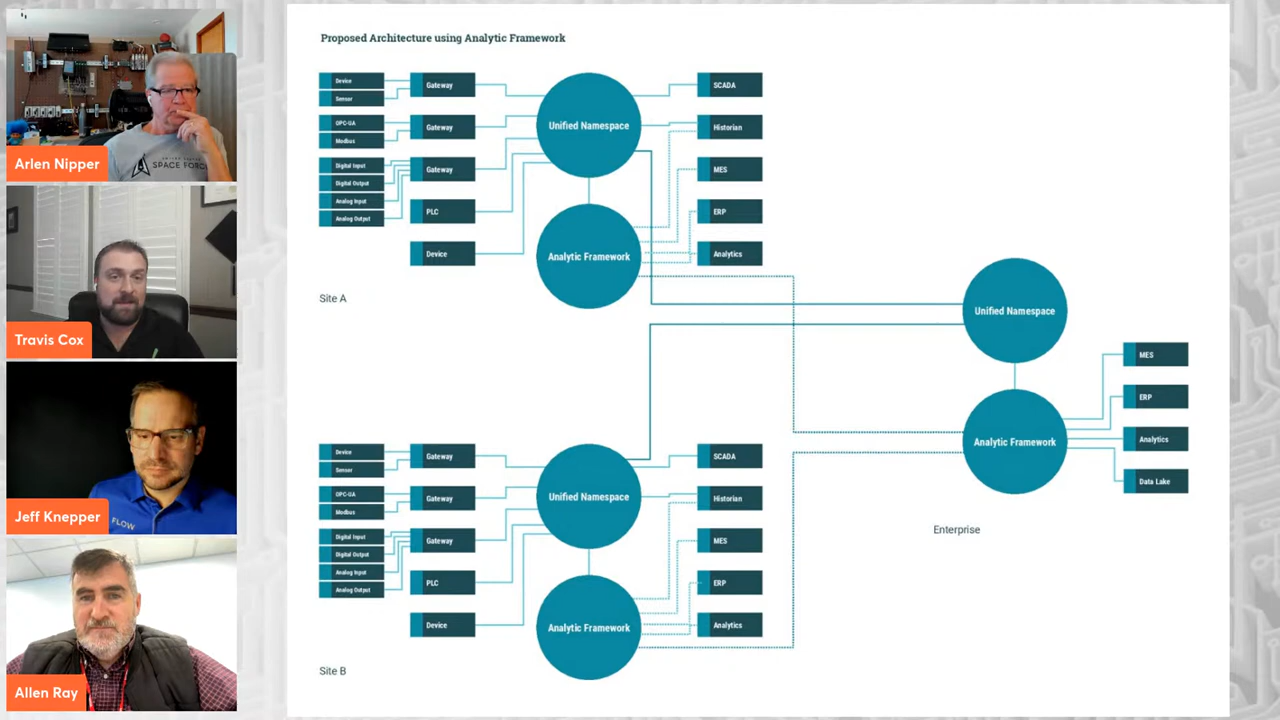 Arlen Nipper
SPACE FORCE
Travis Cox
Jeff Knepper
FLOW
Allen Ray
Proposed Architecture using Analytic Framework
Device
Sensor
OPC-UA
Modbus
Digital Input
Digital Output
Analog Input
Analog Output
Gateway
Gateway
Gateway
PLC
Device
Unified Namespace
Analytic Framework
SCADA
Historian
MES
ERP
Analytics
Site A
Device
Sensor
OPC-UA
Modbus
Digital Input
Digital Output
Analog Input
Analog Output
Gateway
Gateway
Gateway
PLC
Device
Unified Namespace
Analytic Framework
SCADA
Historian
MES
ERP
Analytics
Site B
Unified Namespace
Analytic Framework
MES
ERP
Analytics
Data Lake
Enterprise